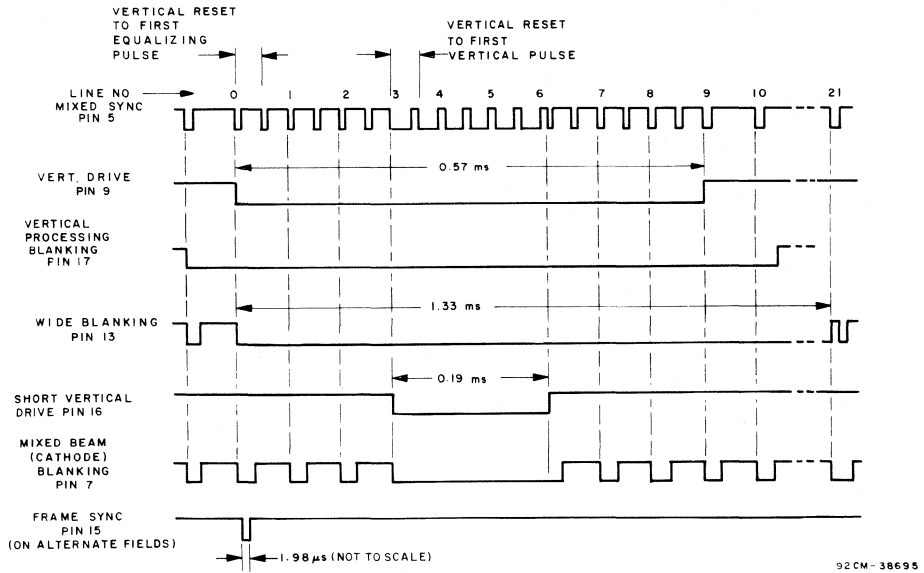 VERTICAL RESET
TO FIRST
EQUALIZING
PULSE
VERTICAL RESET
TO FIRST
VERTICAL PULSE
LINE NO
MIXED SYNC
PIN 5
0 1 2 3 4 5 6 7 8 9 10 21
0.57 ms
VERT. DRIVE
PIN 9
VERTICAL
PROCESSING
BLANKING
PIN 17
1.33 ms
WIDE BLANKING
PIN 13
0.19 ms
SHORT VERTICAL
DRIVE PIN 16
MIXED BEAM
(CATHODE)
BLANKING
PIN 7
FRAME SYNC
PIN 15
(ON ALTERNATE FIELDS)
1.98 µs (NOT TO SCALE)
92CM-38695